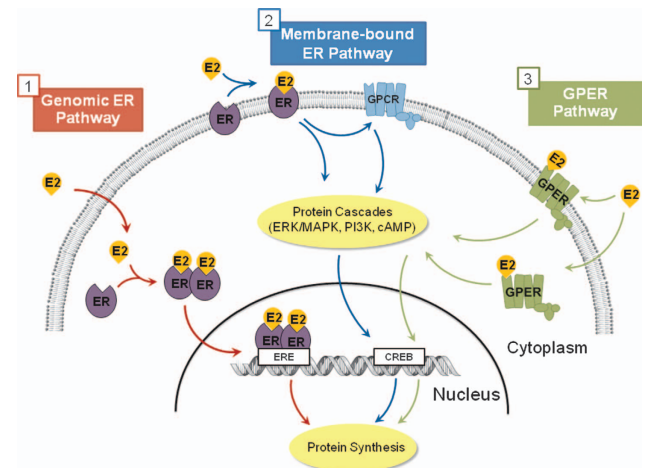 2
Membrane-bound
ER Pathway
1
Genomic ER
Pathway
3
GPER
Pathway
E2
E2
ER
ER
GPCR
E2
GPER
E2
E2
Protein Cascades
(ERK/MAPK, PI3K, cAMP)
E2
E2 E2
ER
ER ER
E2
GPER
E2 E2
ER ER
ERE
CREB
Cytoplasm
Nucleus
Protein Synthesis